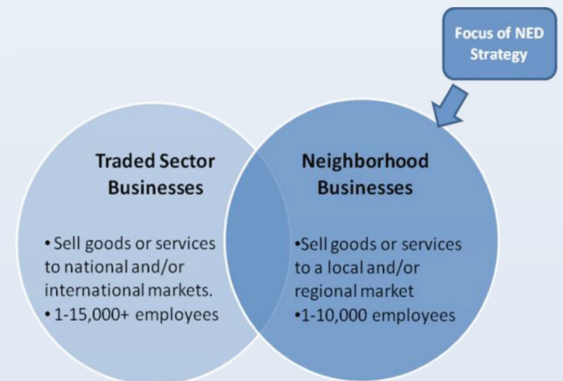 Focus of NED
Strategy
Traded Sector
Businesses
• Sell goods or services
to national and/or
international markets.
• 1-15,000+ employees
Neighborhood
Businesses
•Sell goods or services
to a local and/or
regional market
•1-10,000 employees